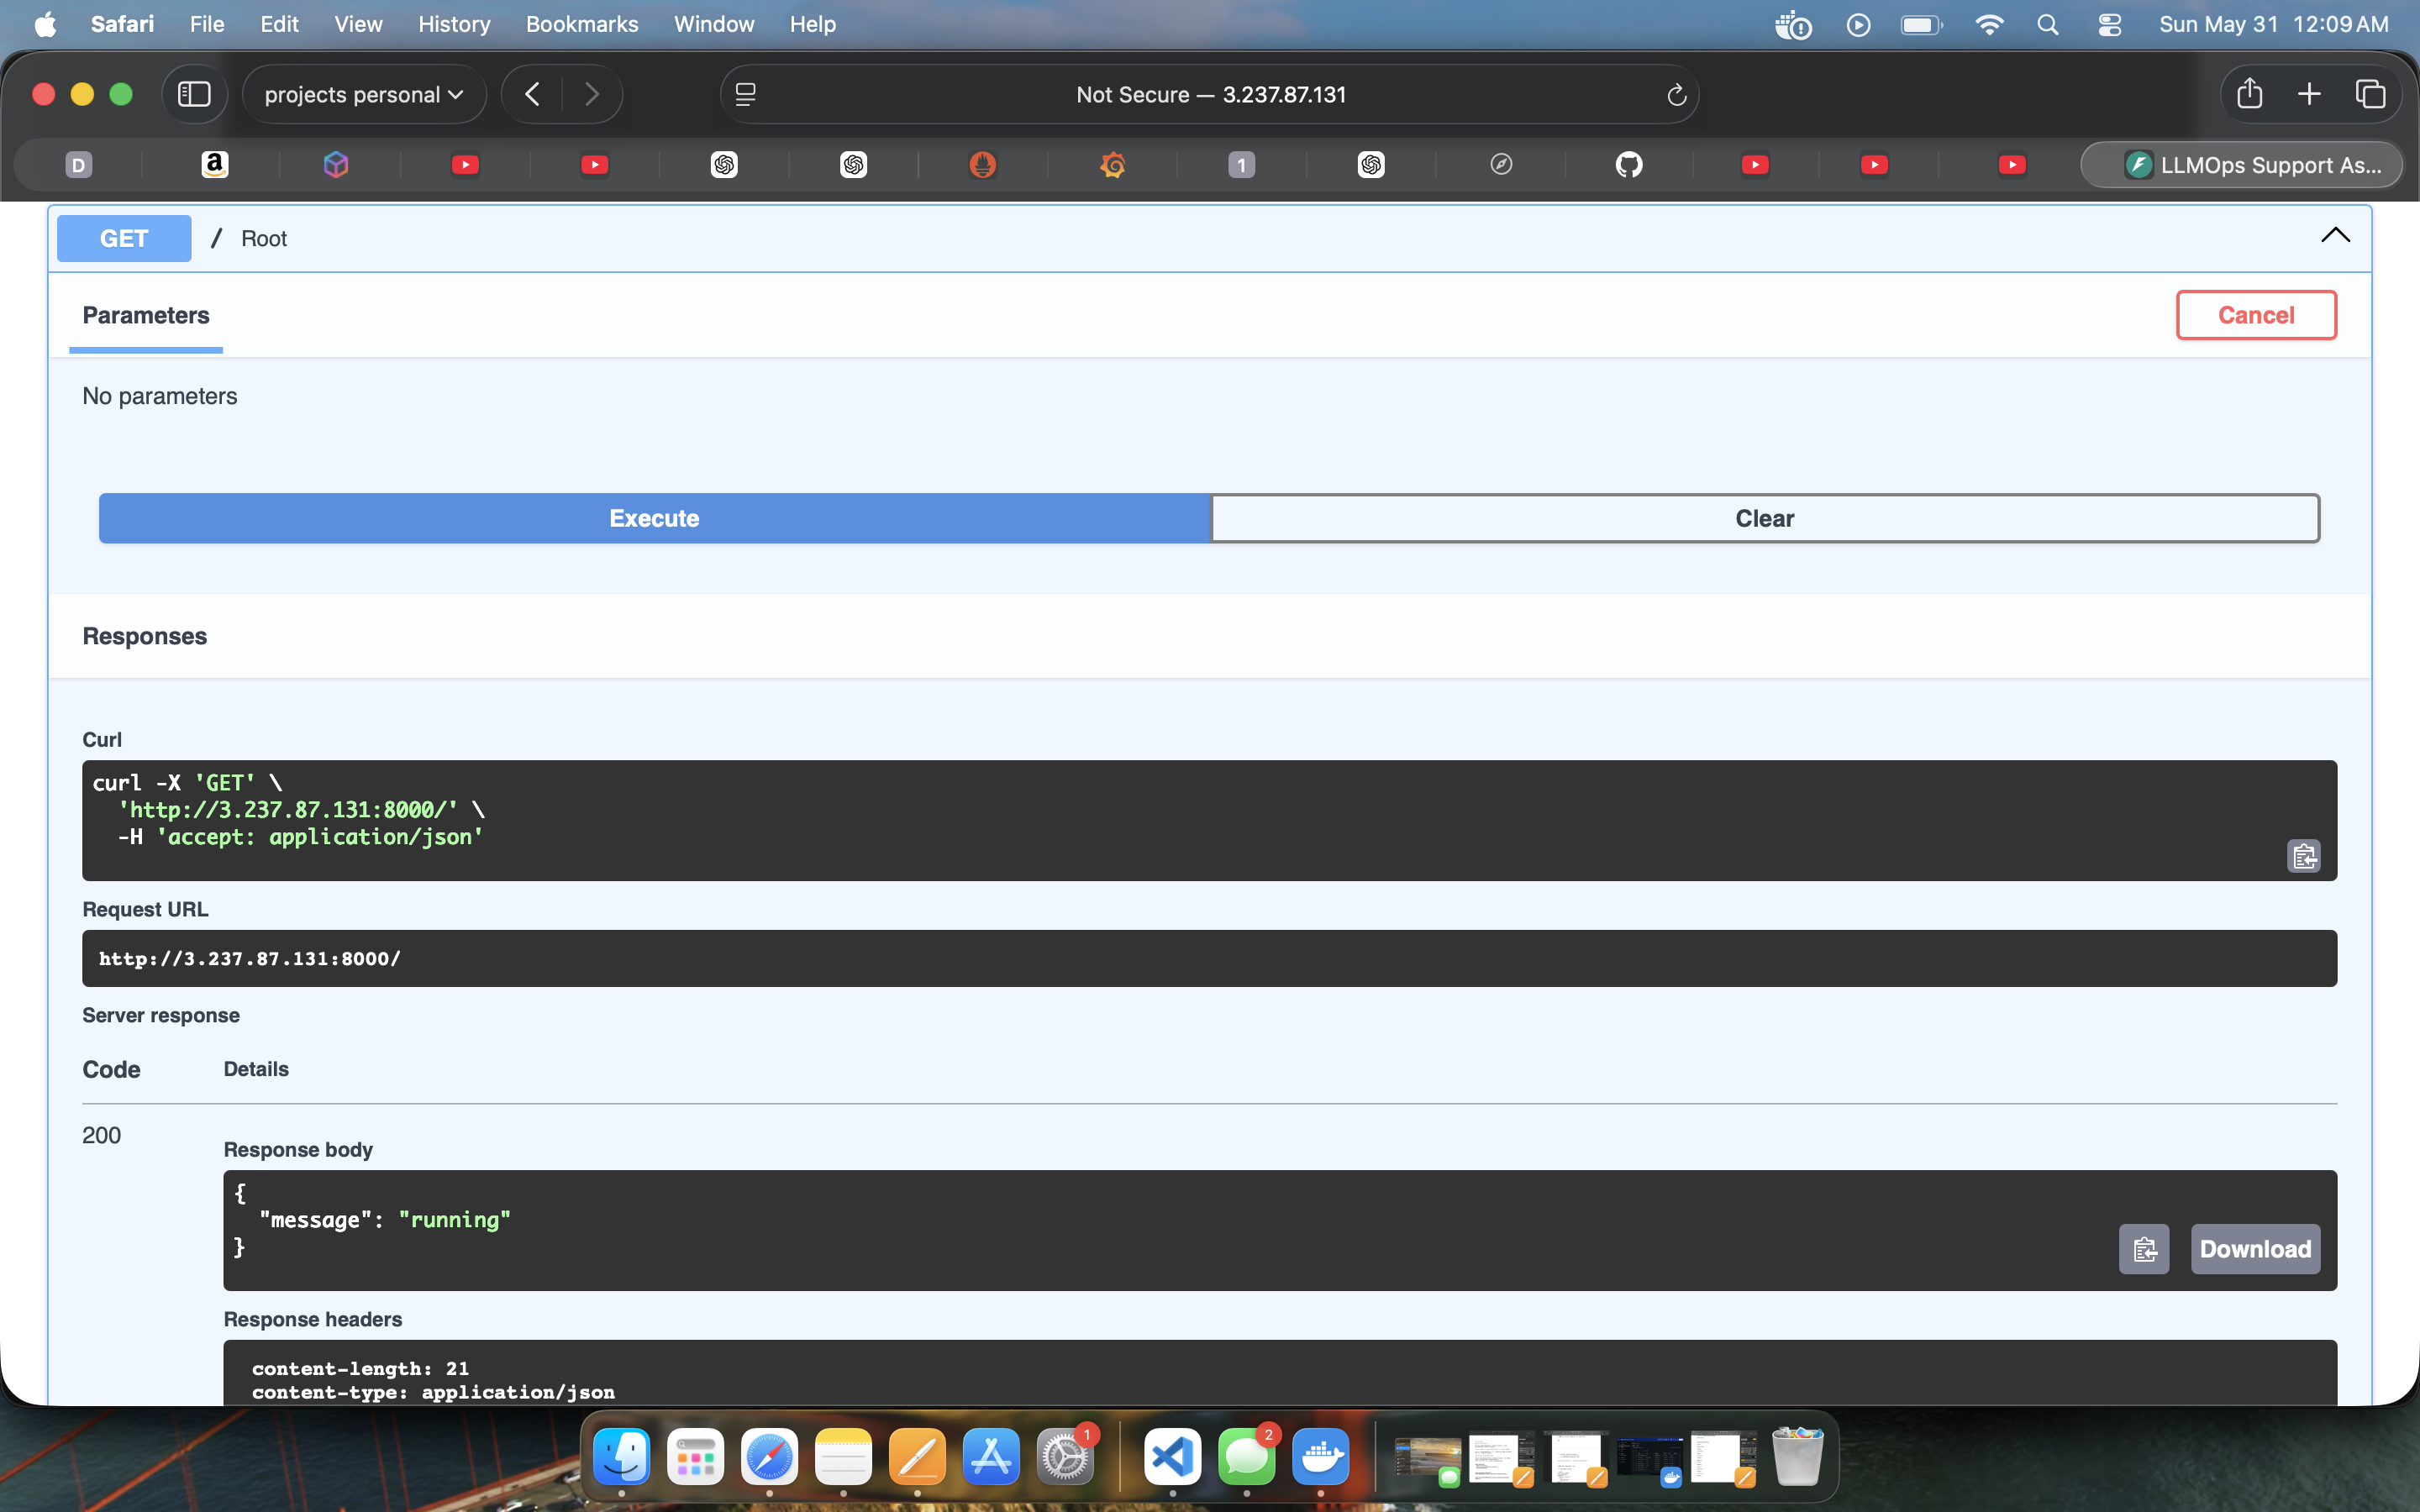 Safari File Edit View History Bookmarks Window Help Sun May 31 12:09 AM
projects personal Not Secure — 3.237.87.131
D a 1 LLMOps Support As...
GET / Root
Parameters Cancel
No parameters
Execute Clear
Responses
Curl
curl -X 'GET' \
'http://3.237.87.131:8000/' \
-H 'accept: application/json'
Request URL
http://3.237.87.131:8000/
Server response
Code Details
200
Response body
{
"message": "running"
}
Download
Response headers
content-length: 21
content-type: application/json
1 2